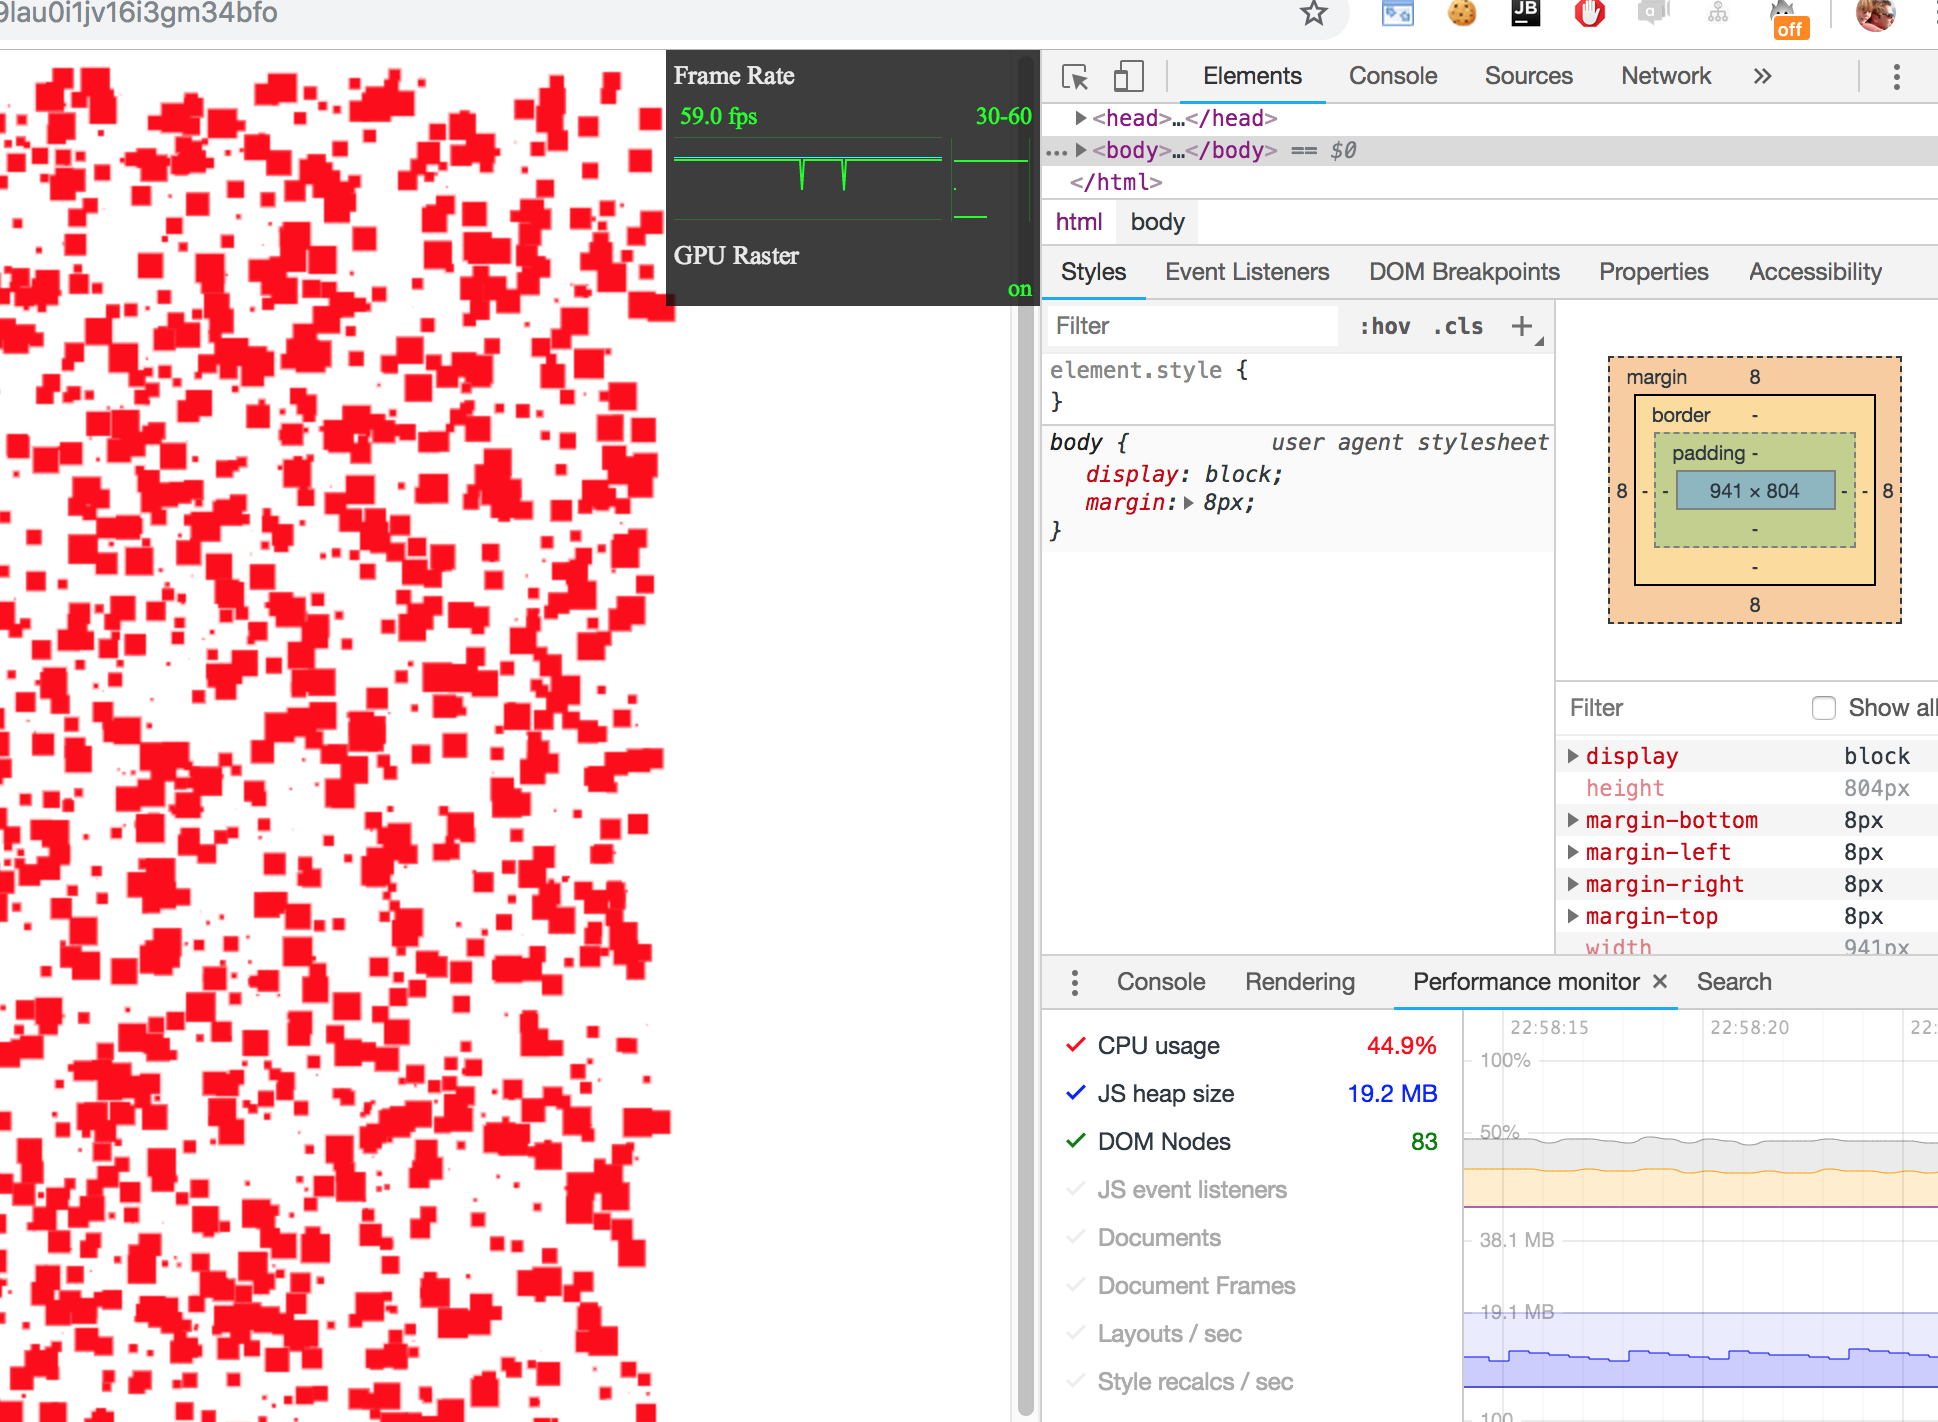 9lau0i1jv16i3gm34bfo
JB
a
off
Frame Rate
59.0 fps 30-60
GPU Raster
on
Elements Console Sources Network »
<head>…</head>
… <body>…</body> == $0
</html>
html body
Styles Event Listeners DOM Breakpoints Properties Accessibility
Filter :hov .cls +
element.style {
}
body { user agent stylesheet
display: block;
margin: 8px;
}
margin 8
border -
padding -
8 - - 941 × 804 - - 8
-
-
8
Filter Show all
display block
height 804px
margin-bottom 8px
margin-left 8px
margin-right 8px
margin-top 8px
width 941px
Console Rendering Performance monitor × Search
CPU usage 44.9%
JS heap size 19.2 MB
DOM Nodes 83
JS event listeners
Documents
Document Frames
Layouts / sec
Style recalcs / sec
22:58:15 22:58:20 22:
100%
50%
38.1 MB
19.1 MB
100